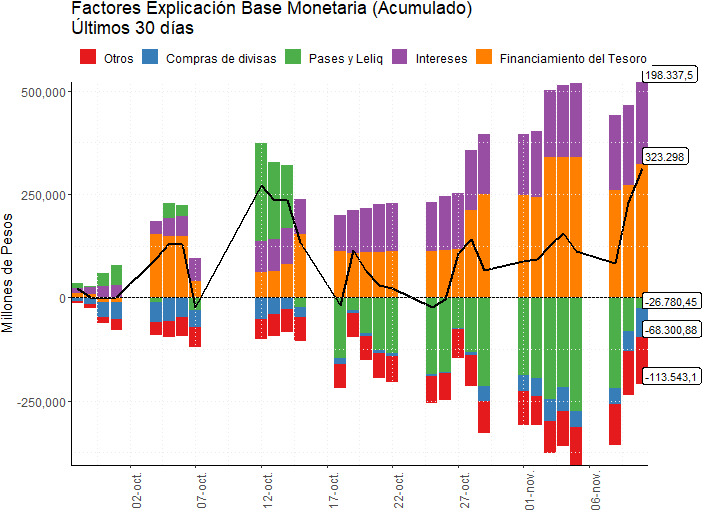 Factores Explicación Base Monetaria (Acumulado)
Últimos 30 días
Otros
Compras de divisas
Pases y Leliq
Intereses
Financiamiento del Tesoro
Millones de Pesos
500,000
250,000
0
-250,000
198.337,5
323.298
-26.780,45
-68.300,88
-113.543,1
02-oct.
07-oct.
12-oct.
17-oct.
22-oct.
27-oct.
01-nov.
06-nov.